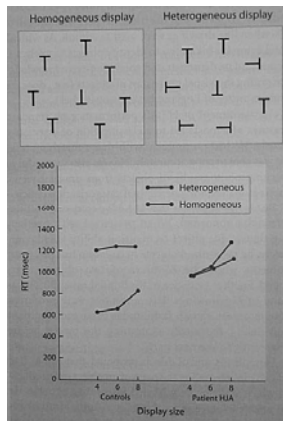 Homogeneous display
Heterogeneous display
2000
1800
1600
1400
1200
1000
800
600
400
200
0
RT (msec)
Heterogeneous
Homogeneous
4 6 8
Controls
4 6 8
Patient HJA
Display size